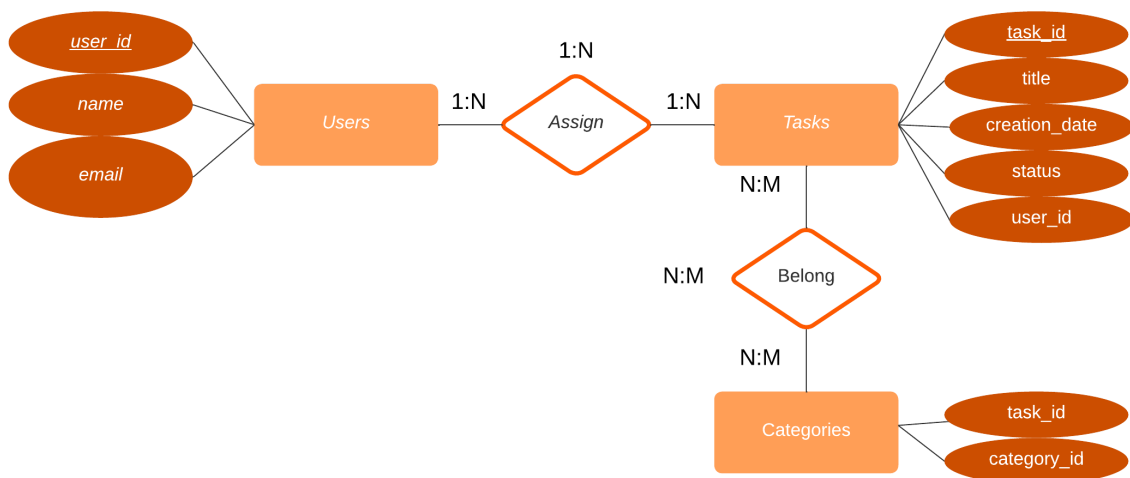 user_id
name
email
Users
1:N
1:N
Assign
1:N
Tasks
task_id
title
creation_date
status
user_id
N:M
N:M
Belong
N:M
Categories
task_id
category_id